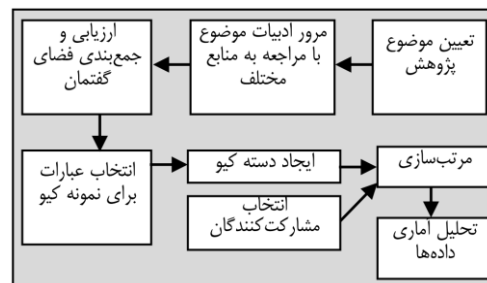 تعیین موضوع
پژوهش
مرور ادبیات موضوع
با مراجعه به منابع
مختلف
ارزیابی و
جمع‌بندی فضای
گفتمان
انتخاب عبارات
برای نمونه کیو
ایجاد دسته کیو
انتخاب
مشارکت‌کنندگان
مرتب‌سازی
تحلیل آماری
داده‌ها